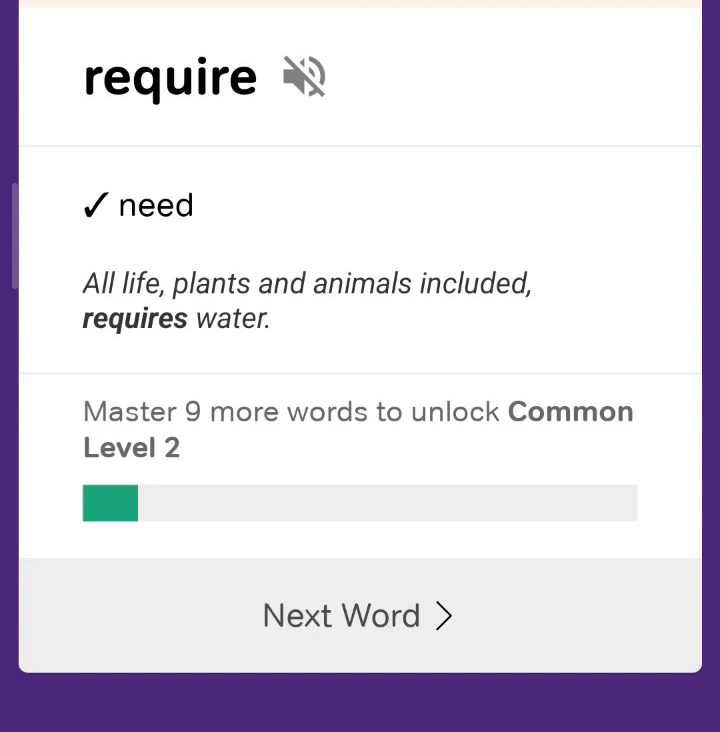 require
✓ need
All life, plants and animals included,
requires water.
Master 9 more words to unlock Common
Level 2
Next Word >